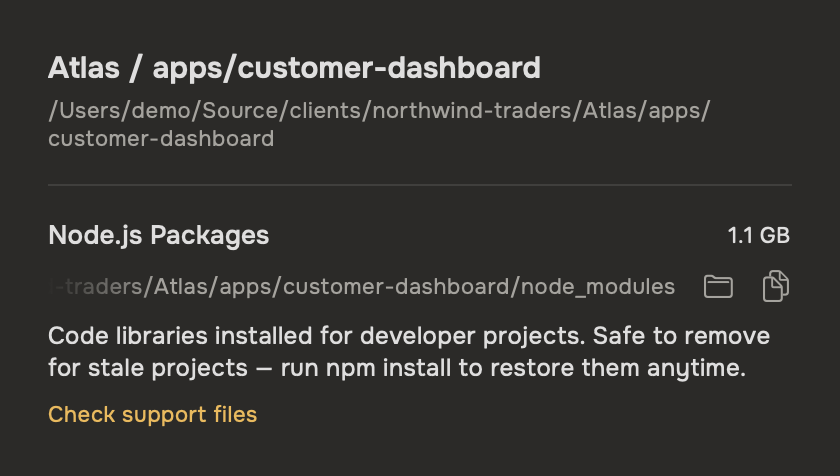 Atlas / apps/customer-dashboard
/Users/demo/Source/clients/northwind-traders/Atlas/apps/
customer-dashboard
Node.js Packages
1.1 GB
-traders/Atlas/apps/customer-dashboard/node_modules
Code libraries installed for developer projects. Safe to remove
for stale projects — run npm install to restore them anytime.
Check support files